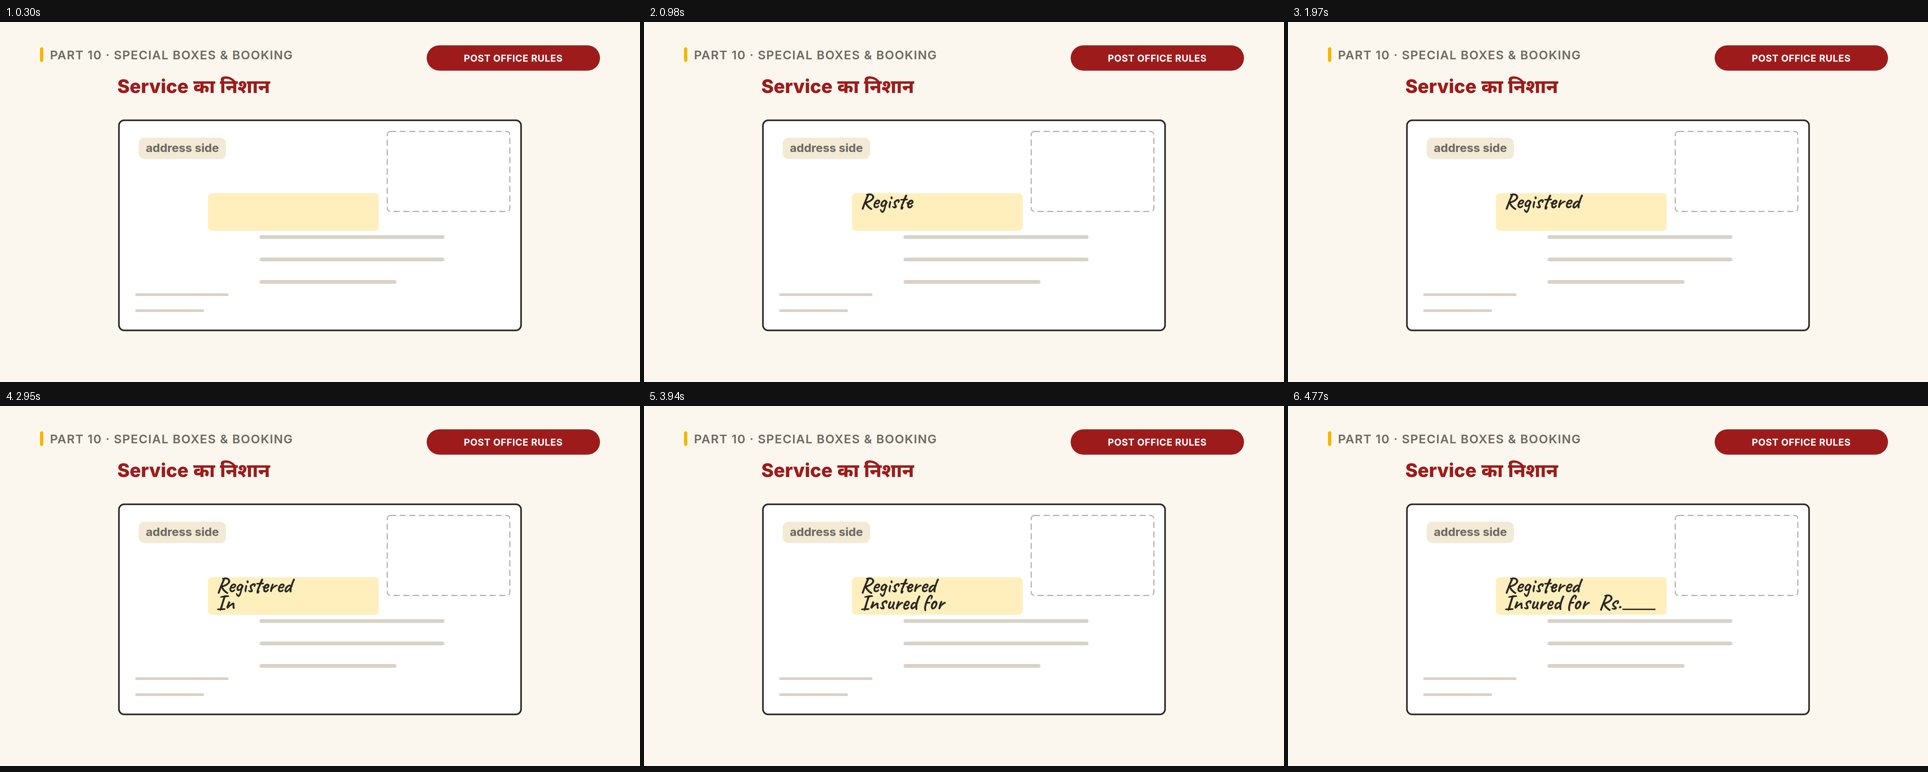 1. 0.30s
PART 10 · SPECIAL BOXES & BOOKING
POST OFFICE RULES
Service का निशान
address side
2. 0.98s
PART 10 · SPECIAL BOXES & BOOKING
POST OFFICE RULES
Service का निशान
address side
Registe
3. 1.97s
PART 10 · SPECIAL BOXES & BOOKING
POST OFFICE RULES
Service का निशान
address side
Registered
4. 2.95s
PART 10 · SPECIAL BOXES & BOOKING
POST OFFICE RULES
Service का निशान
address side
Registered
In
5. 3.94s
PART 10 · SPECIAL BOXES & BOOKING
POST OFFICE RULES
Service का निशान
address side
Registered
Insured for
6. 4.77s
PART 10 · SPECIAL BOXES & BOOKING
POST OFFICE RULES
Service का निशान
address side
Registered
Insured for Rs.____